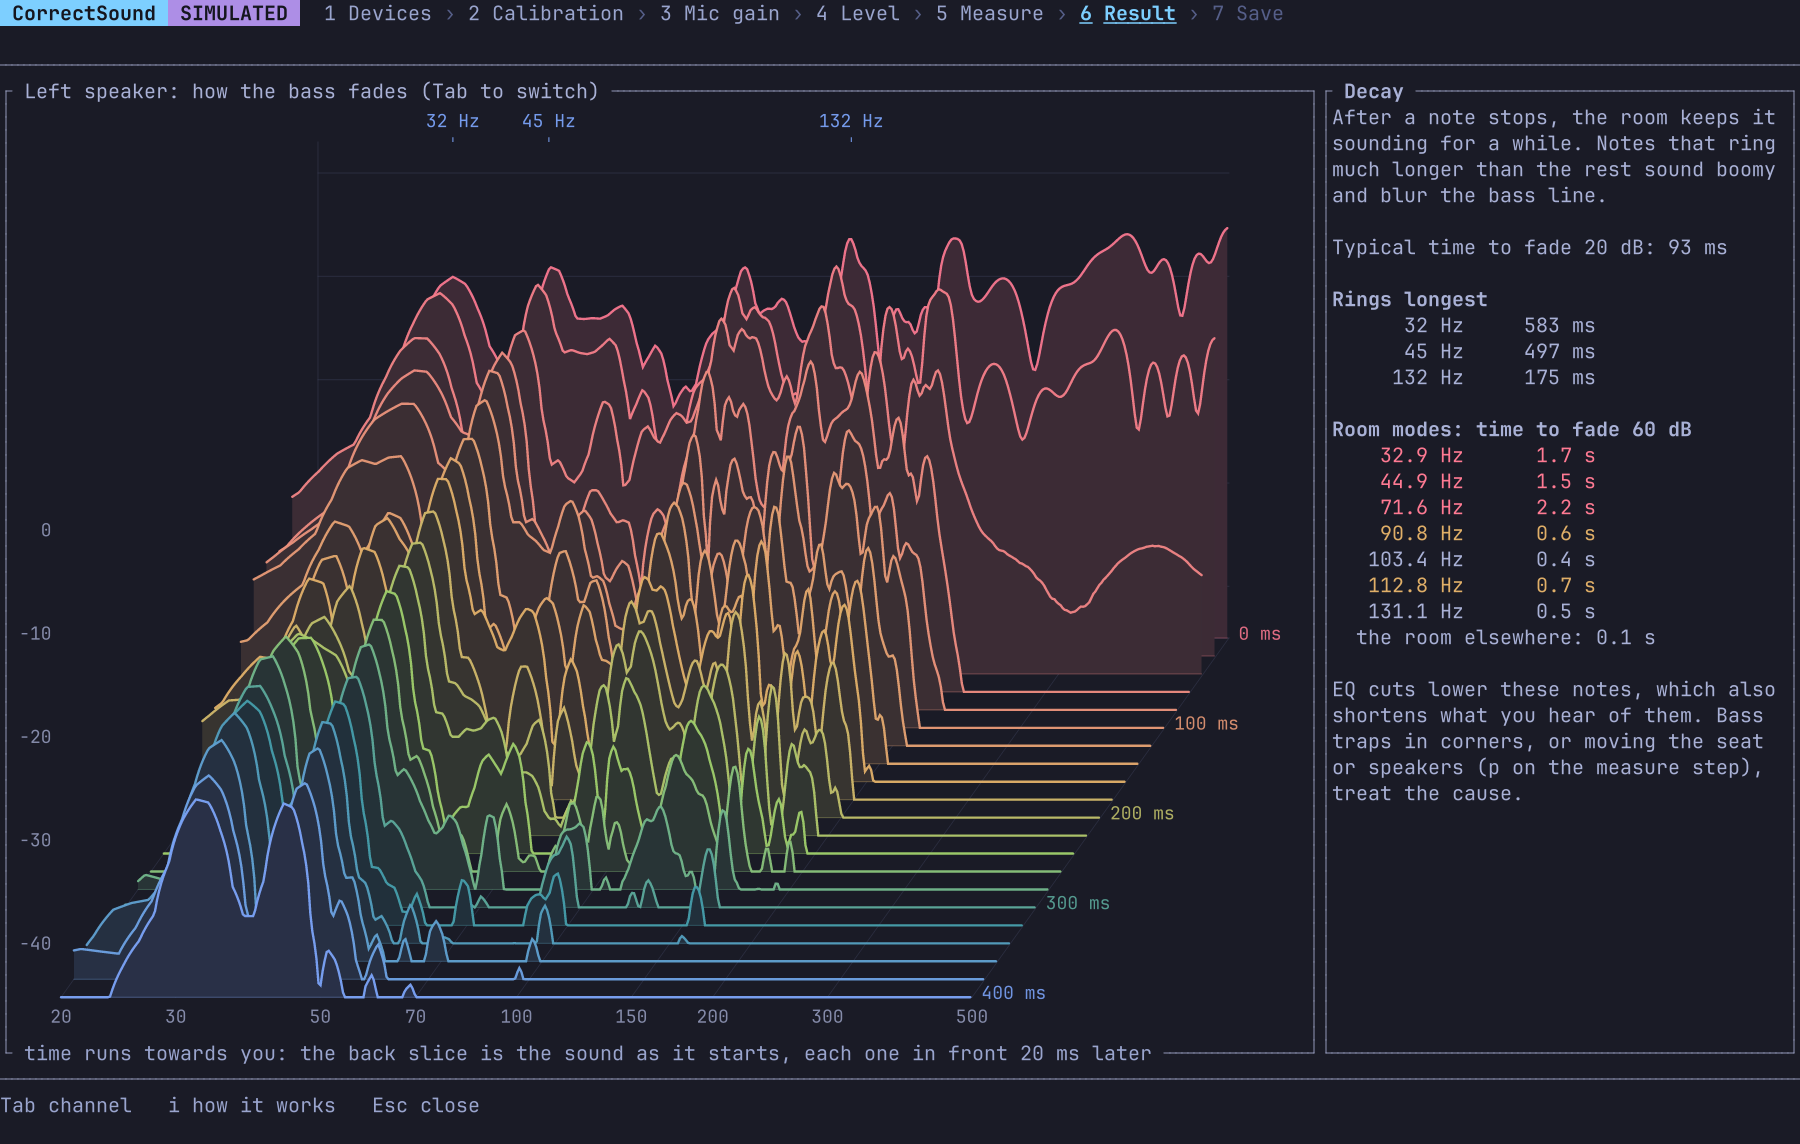 CorrectSound SIMULATED 1 Devices › 2 Calibration › 3 Mic gain › 4 Level › 5 Measure › 6 Result › 7 Save
Left speaker: how the bass fades (Tab to switch)
32 Hz 45 Hz 132 Hz
0
-10
-20
-30
-40
0 ms
100 ms
200 ms
300 ms
400 ms
20 30 50 70 100 150 200 300 500
time runs towards you: the back slice is the sound as it starts, each one in front 20 ms later
Decay
After a note stops, the room keeps it
sounding for a while. Notes that ring
much longer than the rest sound boomy
and blur the bass line.
Typical time to fade 20 dB: 93 ms
Rings longest
32 Hz 583 ms
45 Hz 497 ms
132 Hz 175 ms
Room modes: time to fade 60 dB
32.9 Hz 1.7 s
44.9 Hz 1.5 s
71.6 Hz 2.2 s
90.8 Hz 0.6 s
103.4 Hz 0.4 s
112.8 Hz 0.7 s
131.1 Hz 0.5 s
the room elsewhere: 0.1 s
EQ cuts lower these notes, which also
shortens what you hear of them. Bass
traps in corners, or moving the seat
or speakers (p on the measure step),
treat the cause.
Tab channel i how it works Esc close